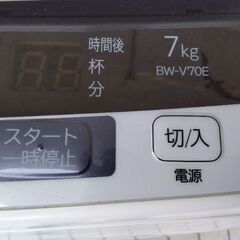 時間後
杯
分
7kg
BW-V70E
スタート
一時停止
切/入
電源